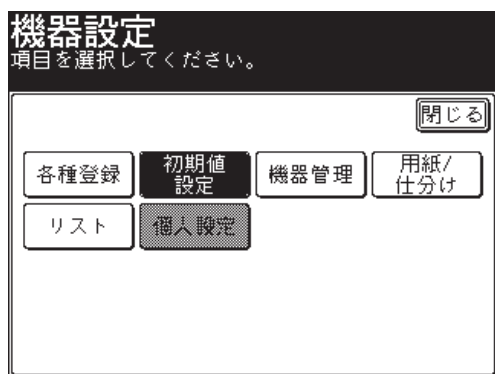 機器設定
項目を選択してください。
閉じる
各種登録
初期値
設定
機器管理
用紙/
仕分け
リスト
個人設定